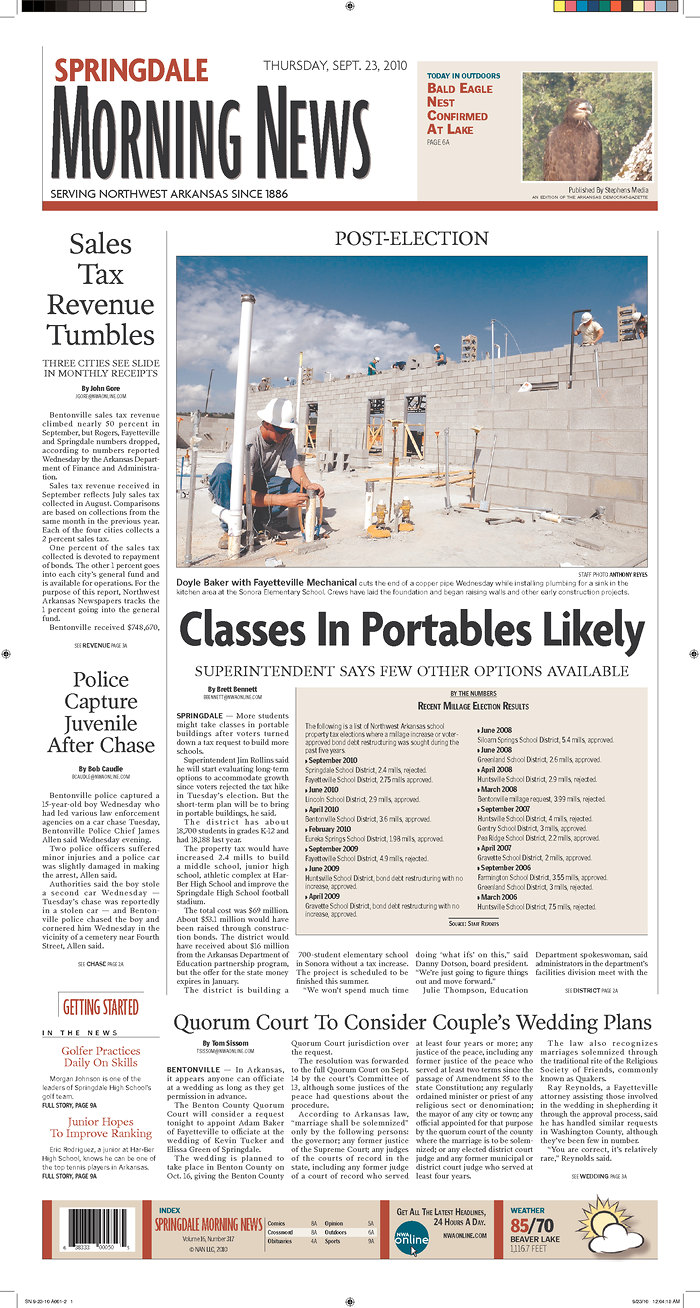 SPRINGDALE
THURSDAY, SEPT. 23, 2010
MORNING NEWS
SERVING NORTHWEST ARKANSAS SINCE 1886
TODAY IN OUTDOORS
BALD EAGLE
NEST
CONFIRMED
AT LAKE
PAGE 6A
Published By Stephens Media
AN EDITION OF THE ARKANSAS DEMOCRAT-GAZETTE
Sales
Tax
Revenue
Tumbles
THREE CITIES SEE SLIDE
IN MONTHLY RECEIPTS
By John Gore
JGORE@NWAONLINE.COM
Bentonville sales tax revenue
climbed nearly 50 percent in
September, but Rogers, Fayetteville
and Springdale numbers dropped,
according to numbers reported
Wednesday by the Arkansas Depart-
ment of Finance and Administra-
tion.
Sales tax revenue received in
September reflects July sales tax
collected in August. Comparisons
are based on collections from the
same month in the previous year.
Each of the four cities collects a
2 percent sales tax.
One percent of the sales tax
collected is devoted to repayment
of bonds. The other 1 percent goes
into each city's general fund and
is available for operations. For the
purpose of this report, Northwest
Arkansas Newspapers tracks the
1 percent going into the general
fund.
Bentonville received $748,670,
SEE REVENUE PAGE 3A
Police
Capture
Juvenile
After Chase
By Bob Caudle
BCAUDLE@NWAONLINE.COM
Bentonville police captured a
15-year-old boy Wednesday who
had led various law enforcement
agencies on a car chase Tuesday,
Bentonville Police Chief James
Allen said Wednesday evening.
Two police officers suffered
minor injuries and a police car
was slightly damaged in making
the arrest, Allen said.
Authorities said the boy stole
a second car Wednesday —
Tuesday's chase was reportedly
in a stolen car — and Benton-
ville police chased the boy and
cornered him Wednesday in the
vicinity of a cemetery near Fourth
Street, Allen said.
SEE CHASE PAGE 2A
POST-ELECTION
STAFF PHOTO ANTHONY REYES
Doyle Baker with Fayetteville Mechanical cuts the end of a copper pipe Wednesday while installing plumbing for a sink in the
kitchen area at the Sonora Elementary School. Crews have laid the foundation and began raising walls and other early construction projects.
Classes In Portables Likely
SUPERINTENDENT SAYS FEW OTHER OPTIONS AVAILABLE
By Brett Bennett
BBENNETT@NWAONLINE.COM
SPRINGDALE — More students
might take classes in portable
buildings after voters turned
down a tax request to build more
schools.
Superintendent Jim Rollins said
he will start evaluating long-term
options to accommodate growth
since voters rejected the tax hike
in Tuesday's election. But the
short-term plan will be to bring
in portable buildings, he said.
The district has about
18,700 students in grades K-12 and
had 18,188 last year.
The property tax would have
increased 2.4 mills to build
a middle school, junior high
school, athletic complex at Har-
Ber High School and improve the
Springdale High School football
stadium.
The total cost was $69 million.
About $53.1 million would have
been raised through construc-
tion bonds. The district would
have received about $16 million
from the Arkansas Department of
Education partnership program,
but the offer for the state money
expires in January.
The district is building a
BY THE NUMBERS
RECENT MILLAGE ELECTION RESULTS
The following is a list of Northwest Arkansas school
property tax elections where a millage increase or voter-
approved bond debt restructuring was sought during the
past five years.
September 2010
Springdale School District, 2.4 mills, rejected.
Fayetteville School District, 2.75 mills approved.
June 2010
Lincoln School District, 2.9 mills, approved.
April 2010
Bentonville School District, 3.6 mills, approved.
February 2010
Eureka Springs School District, 1.98 mills, approved.
September 2009
Fayetteville School District, 4.9 mills, rejected.
June 2009
Huntsville School District, bond debt restructuring with no
increase, approved.
April 2009
Gravette School District, bond debt restructuring with no
increase, approved.
June 2008
Siloam Springs School District, 5.4 mills, approved.
June 2008
Greenland School District, 2.6 mills, approved.
April 2008
Huntsville School District, 2.9 mills, rejected.
March 2008
Bentonville millage request, 3.99 mills, rejected.
September 2007
Huntsville School District, 4 mills, rejected.
Gentry School District, 3 mills, approved.
Pea Ridge School District, 2.2 mills, approved.
April 2007
Gravette School District, 2 mills, approved.
September 2006
Farmington School District, 3.55 mills, approved.
Greenland School District, 3 mills, rejected.
March 2006
Huntsville School District, 7.5 mills, rejected.
SOURCE: STAFF REPORTS
700-student elementary school
in Sonora without a tax increase.
The project is scheduled to be
finished this summer.
"We won't spend much time
doing 'what ifs' on this," said
Danny Dotson, board president.
"We're just going to figure things
out and move forward."
Julie Thompson, Education
Department spokeswoman, said
administrators in the department's
facilities division meet with the
SEE DISTRICT PAGE 2A
GETTING STARTED
IN THE NEWS
Golfer Practices
Daily On Skills
Morgan Johnson is one of the
leaders of Springdale High School's
golf team.
FULL STORY, PAGE 9A
Junior Hopes
To Improve Ranking
Eric Rodriguez, a junior at Har-Ber
High School, knows he can be one of
the top tennis players in Arkansas.
FULL STORY, PAGE 9A
Quorum Court To Consider Couple's Wedding Plans
By Tom Sissom
TSISSOM@NWAONLINE.COM
BENTONVILLE — In Arkansas,
it appears anyone can officiate
at a wedding as long as they get
permission in advance.
The Benton County Quorum
Court will consider a request
tonight to appoint Adam Baker
of Fayetteville to officiate at the
wedding of Kevin Tucker and
Elissa Green of Springdale.
The wedding is planned to
take place in Benton County on
Oct. 16, giving the Benton County
Quorum Court jurisdiction over
the request.
The resolution was forwarded
to the full Quorum Court on Sept.
14 by the court's Committee of
13, although some justices of the
peace had questions about the
procedure.
According to Arkansas law,
"marriage shall be solemnized"
only by the following persons:
the governor; any former justice
of the Supreme Court; any judges
of the courts of record in the
state, including any former judge
of a court of record who served
at least four years or more; any
justice of the peace, including any
former justice of the peace who
served at least two terms since the
passage of Amendment 55 to the
state Constitution; any regularly
ordained minister or priest of any
religious sect or denomination;
the mayor of any city or town; any
official appointed for that purpose
by the quorum court of the county
where the marriage is to be solem-
nized; or any elected district court
judge and any former municipal or
district court judge who served at
least four years.
The law also recognizes
marriages solemnized through
the traditional rite of the Religious
Society of Friends, commonly
known as Quakers.
Ray Reynolds, a Fayetteville
attorney assisting those involved
in the wedding in shepherding it
through the approval process, said
he has handled similar requests
in Washington County, although
they've been few in number.
"You are correct, it's relatively
rare," Reynolds said.
SEE WEDDING PAGE 3A
6 38333 00050 5
INDEX
SPRINGDALE MORNING NEWS
Volume 16, Number 317
© NAN LLC, 2010
Comics 8A
Crossword 8A
Obituaries 4A
Opinion 5A
Outdoors 6A
Sports 9A
GET ALL THE LATEST HEADLINES,
24 HOURS A DAY.
NWAONLINE.COM
NWA
online
WEATHER
85/70
BEAVER LAKE
1,116.7 FEET